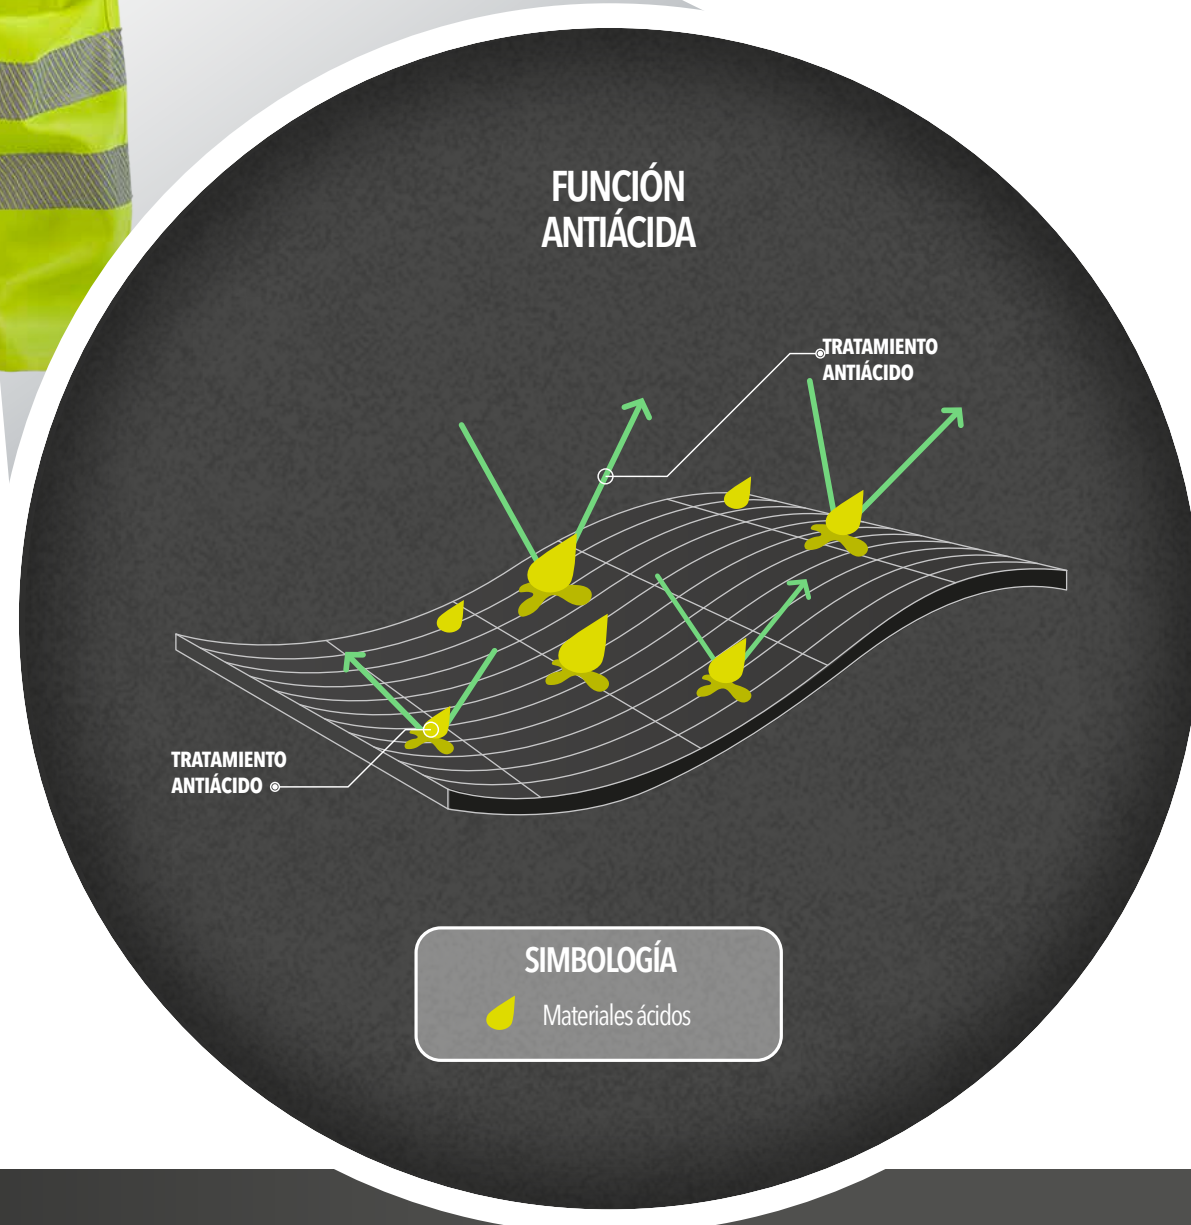 FUNCIÓN
ANTIÁCIDA
TRATAMIENTO
ANTIÁCIDO
TRATAMIENTO
ANTIÁCIDO
SIMBOLOGÍA
Materiales ácidos